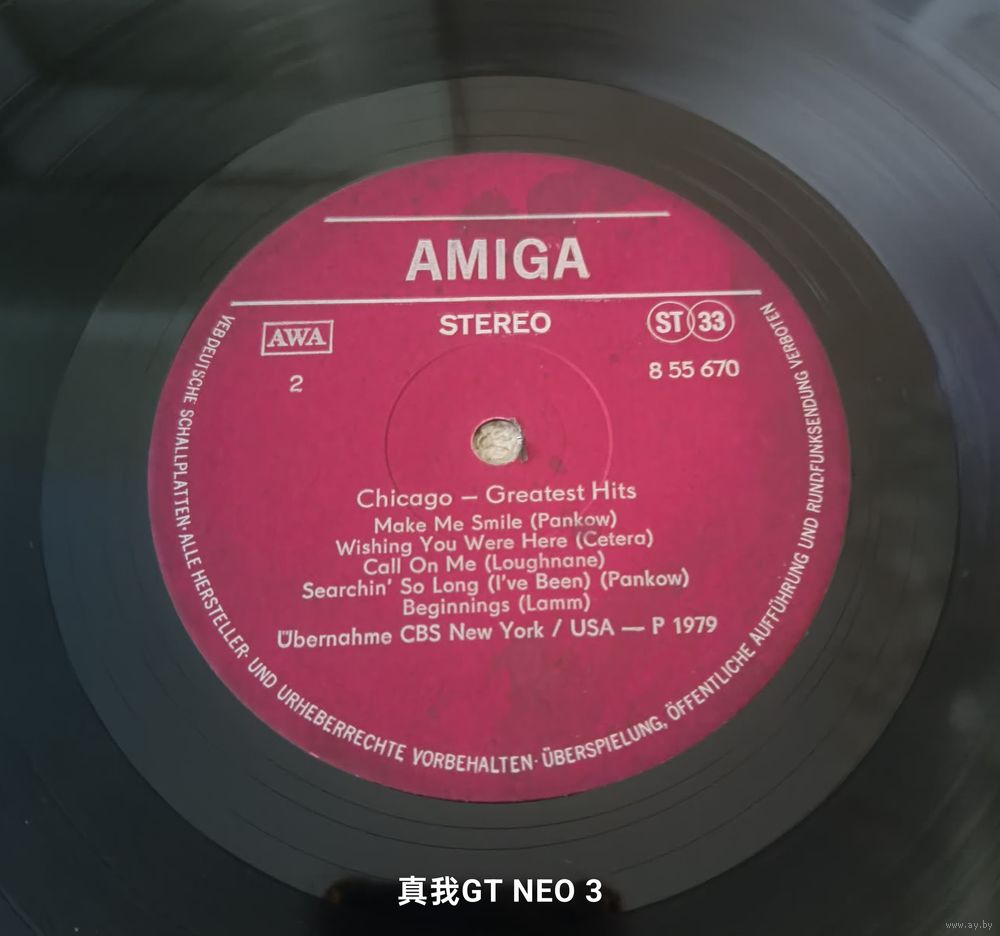 AMIGA
AWA
STEREO
ST 33
2
8 55 670
Chicago — Greatest Hits
Make Me Smile (Pankow)
Wishing You Were Here (Cetera)
Call On Me (Loughnane)
Searchin' So Long (I've Been) (Pankow)
Beginnings (Lamm)
Übernahme CBS New York / USA — P 1979
VEB DEUTSCHE SCHALLPLATTEN · ALLE HERSTELLER- UND URHEBERRECHTE VORBEHALTEN · ÜBERSPIELUNG, ÖFFENTLICHE AUFFÜHRUNG UND RUNDFUNKSENDUNG VERBOTEN
真我GT NEO 3
www.ay.by